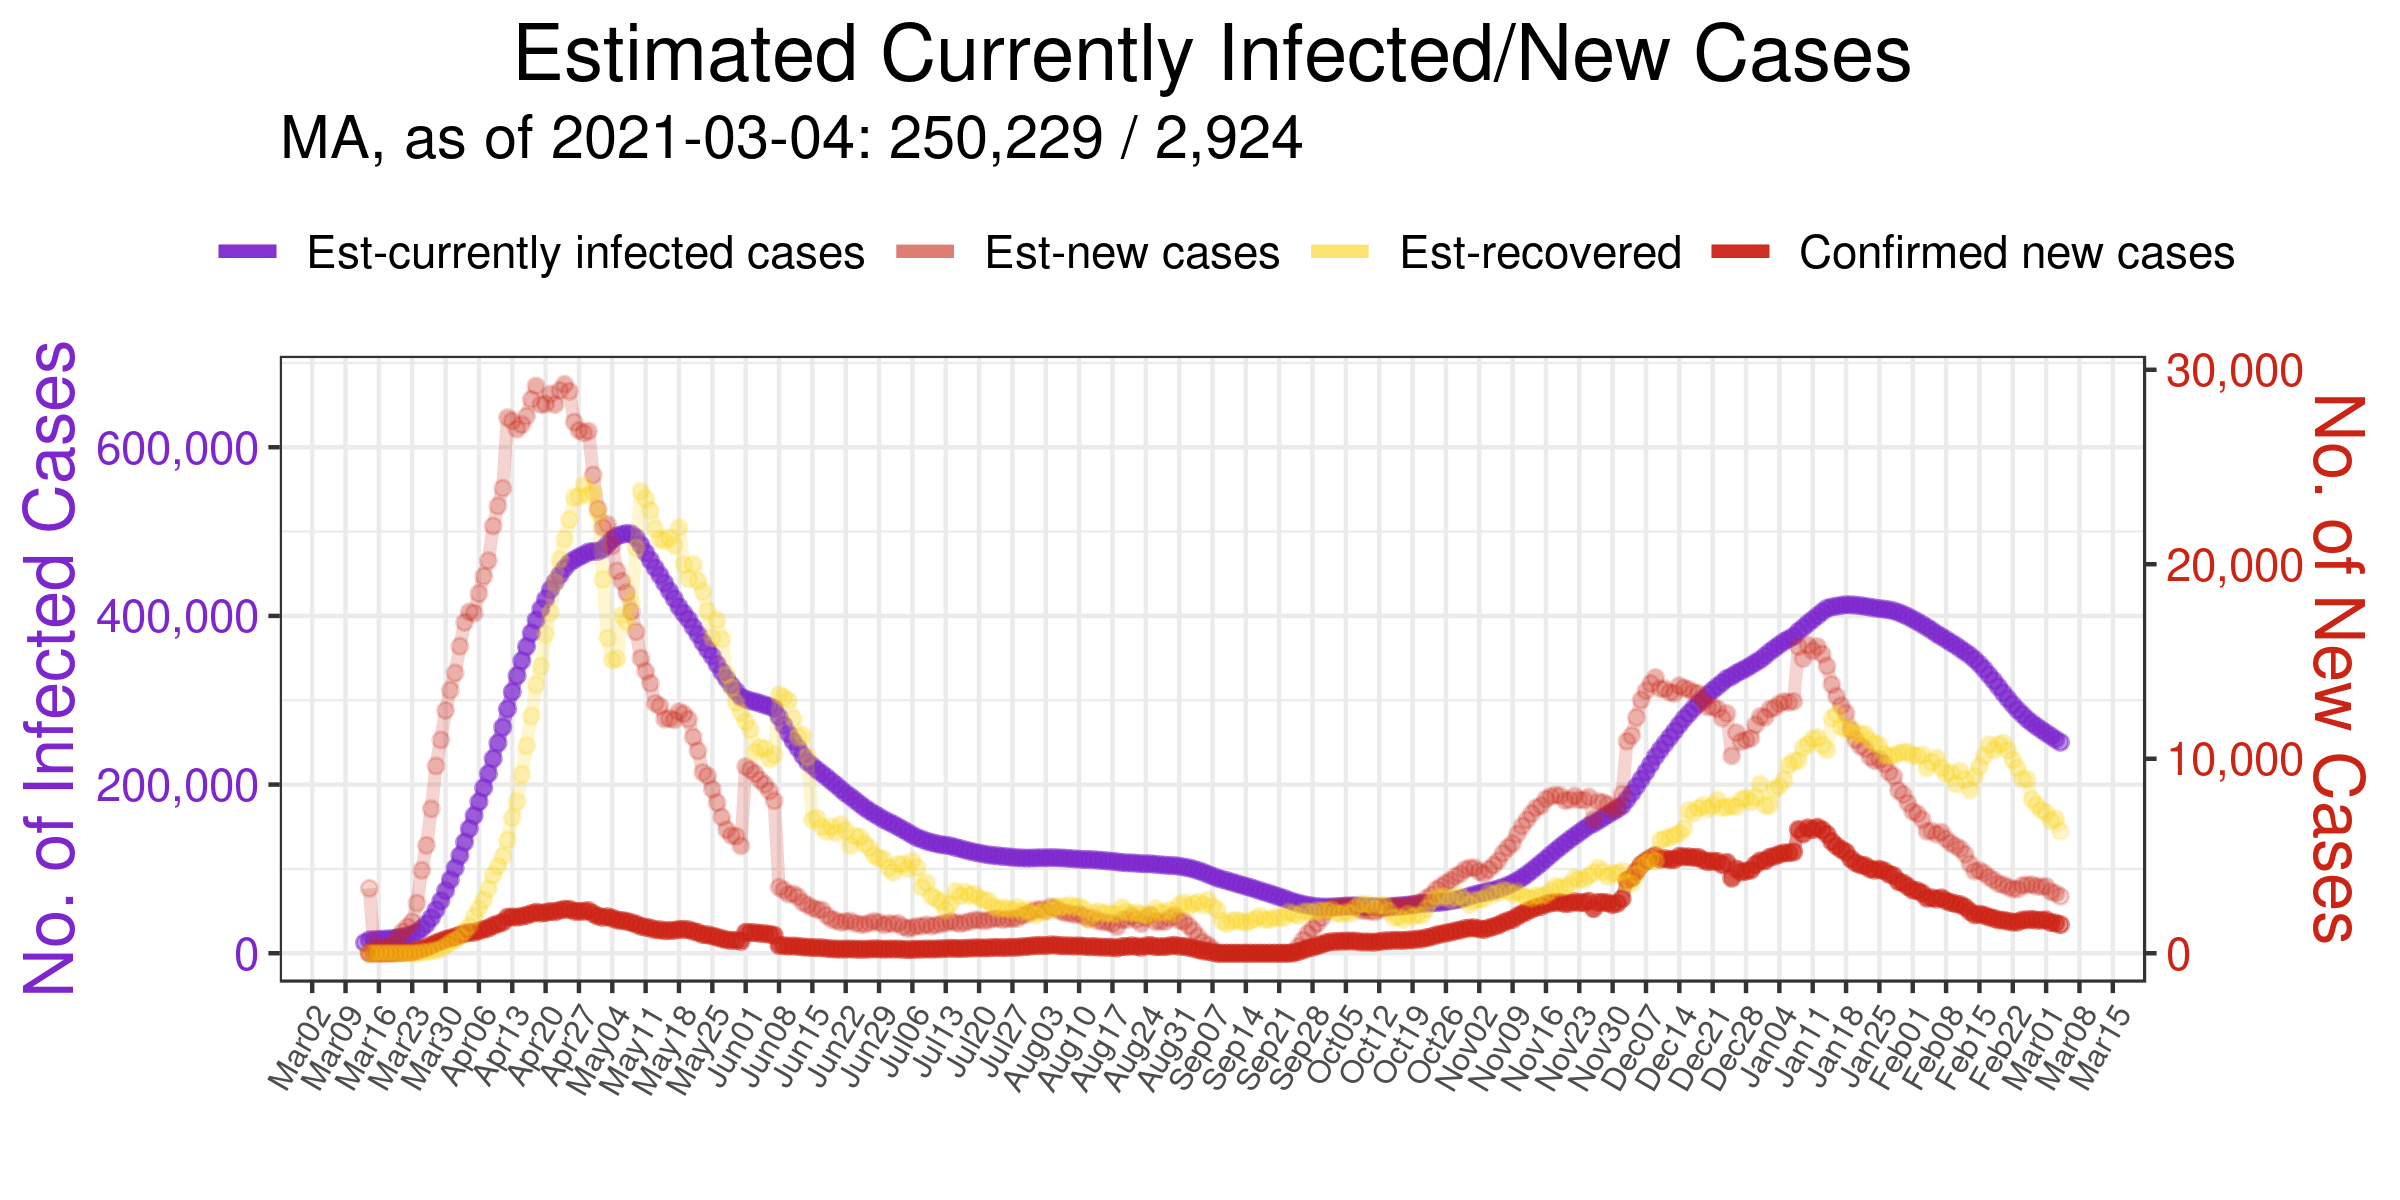 Estimated Currently Infected/New Cases
MA, as of 2021-03-04: 250,229 / 2,924
Est-currently infected cases Est-new cases Est-recovered Confirmed new cases
No. of Infected Cases
600,000
400,000
200,000
0
30,000
20,000
10,000
0
No. of New Cases
Mar02 Mar09 Mar16 Mar23 Mar30 Apr06 Apr13 Apr20 Apr27 May04 May11 May18 May25 Jun01 Jun08 Jun15 Jun22 Jun29 Jul06 Jul13 Jul20 Jul27 Aug03 Aug10 Aug17 Aug24 Aug31 Sep07 Sep14 Sep21 Sep28 Oct05 Oct12 Oct19 Oct26 Nov02 Nov09 Nov16 Nov23 Nov30 Dec07 Dec14 Dec21 Dec28 Jan04 Jan11 Jan18 Jan25 Feb01 Feb08 Feb15 Feb22 Mar01 Mar08 Mar15